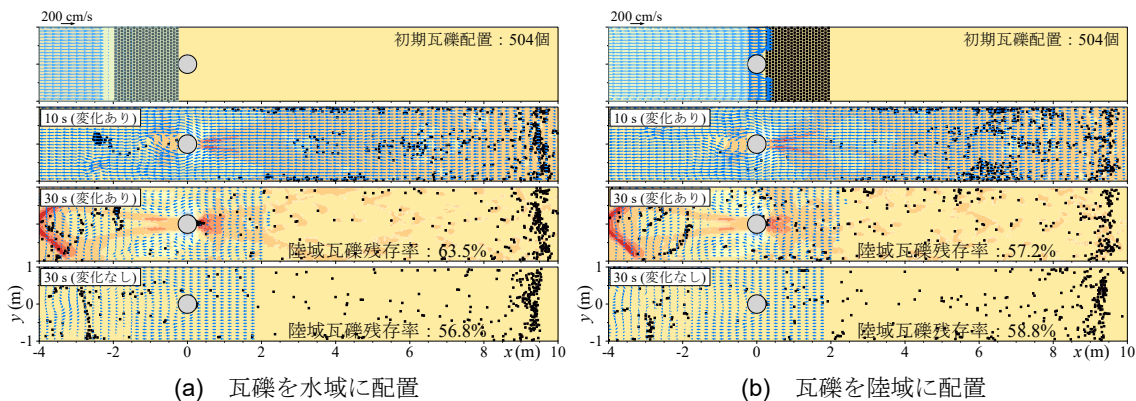 200 cm/s
初期瓦礫配置：504個
10 s (変化あり)
30 s (変化あり)
陸域瓦礫残存率：63.5%
30 s (変化なし)
陸域瓦礫残存率：56.8%
y (m)
1
0
-1
-4 -2 0 2 4 6 8 x (m) 10
(a) 瓦礫を水域に配置
200 cm/s
初期瓦礫配置：504個
10 s (変化あり)
30 s (変化あり)
陸域瓦礫残存率：57.2%
30 s (変化なし)
陸域瓦礫残存率：58.8%
y (m)
1
0
-1
-4 -2 0 2 4 6 8 x (m) 10
(b) 瓦礫を陸域に配置